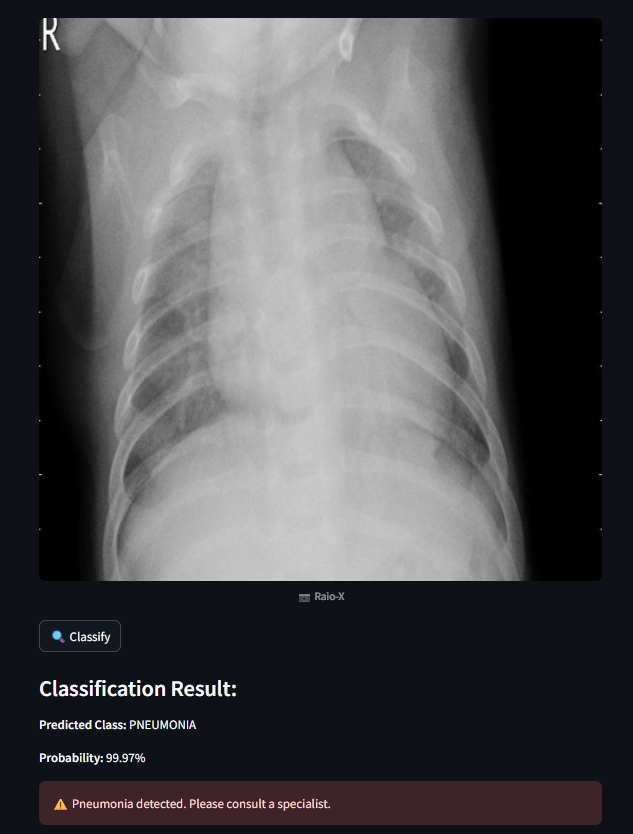 R
Raio-X
Classify
Classification Result:
Predicted Class: PNEUMONIA
Probability: 99.97%
Pneumonia detected. Please consult a specialist.